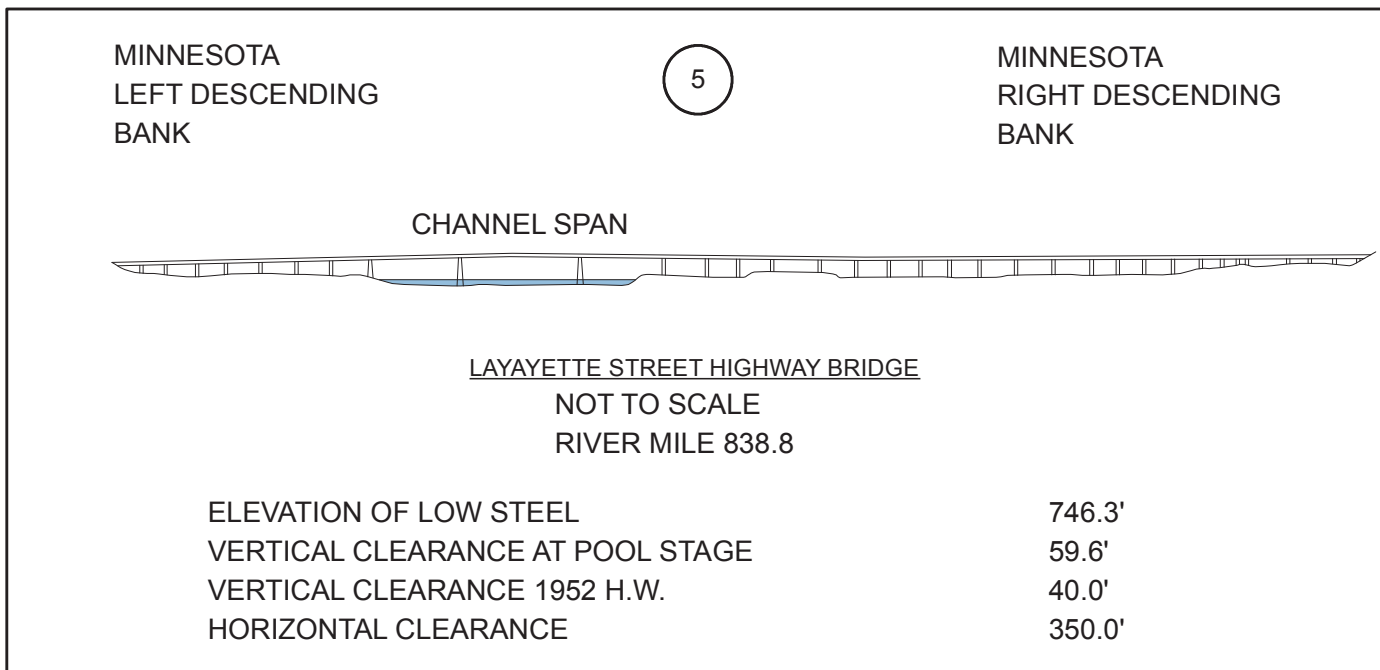 MINNESOTA
LEFT DESCENDING
BANK
5
MINNESOTA
RIGHT DESCENDING
BANK
CHANNEL SPAN
LAYAYETTE STREET HIGHWAY BRIDGE
NOT TO SCALE
RIVER MILE 838.8
ELEVATION OF LOW STEEL 746.3'
VERTICAL CLEARANCE AT POOL STAGE 59.6'
VERTICAL CLEARANCE 1952 H.W. 40.0'
HORIZONTAL CLEARANCE 350.0'